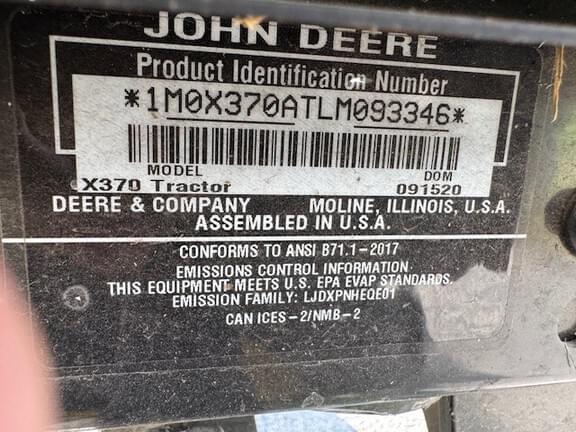 JOHN DEERE
Product Identification Number
*1M0X370ATLM093346*
MODEL DOM
X370 Tractor 091520
DEERE & COMPANY MOLINE, ILLINOIS, U.S.A.
ASSEMBLED IN U.S.A.
CONFORMS TO ANSI B71.1-2017
EMISSIONS CONTROL INFORMATION
THIS EQUIPMENT MEETS U.S. EPA EVAP STANDARDS.
EMISSION FAMILY: LJDXPNHEQE01
CAN ICES-2/NMB-2